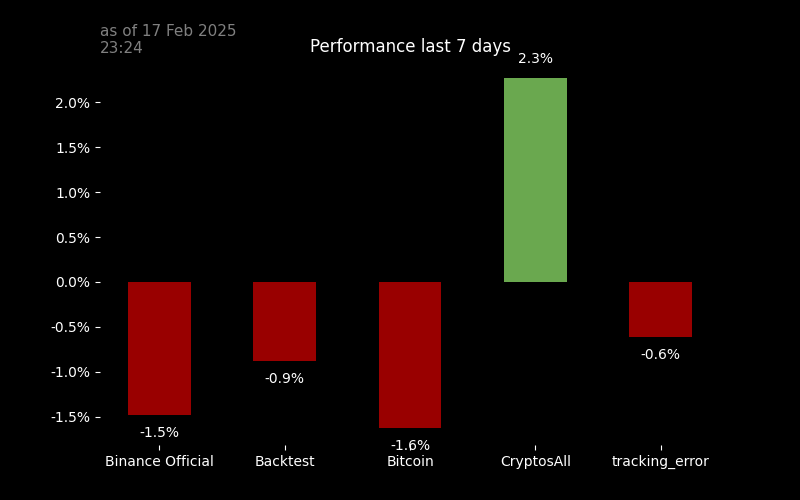 as of 17 Feb 2025
23:24
Performance last 7 days
2.3%
2.0%
1.5%
1.0%
0.5%
0.0%
-0.5%
-1.0%
-1.5%
-1.5%
-0.9%
-1.6%
-0.6%
Binance Official
Backtest
Bitcoin
CryptosAll
tracking_error